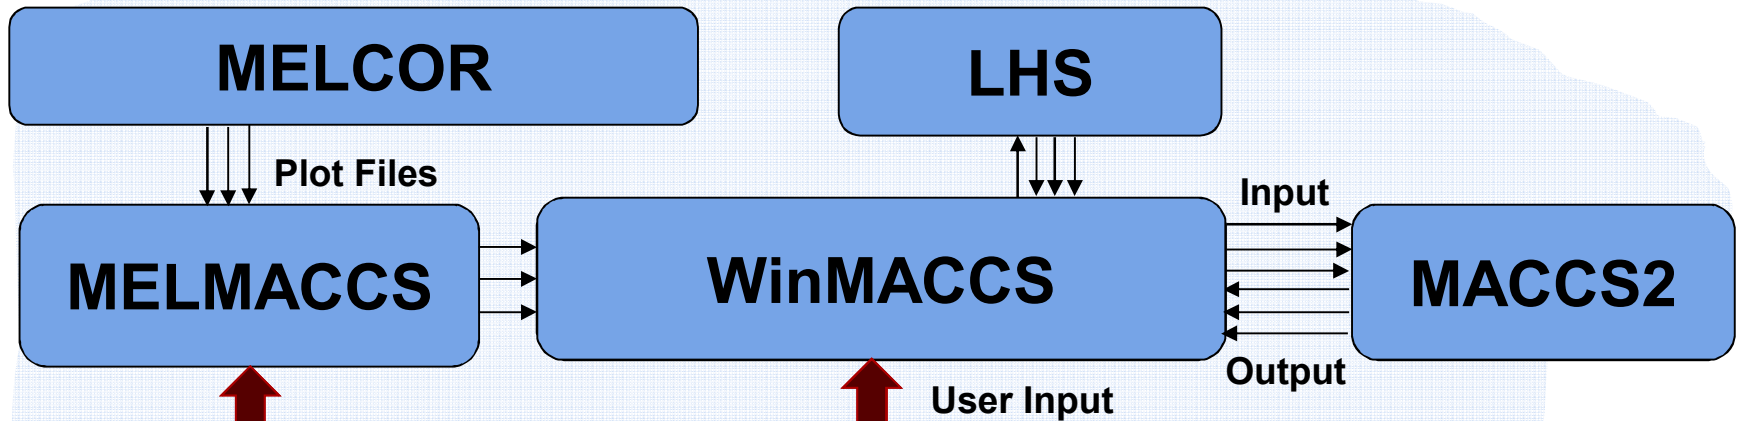 MELCOR
LHS
Plot Files
Input
MELMACCS
WinMACCS
MACCS2
Output
User Input